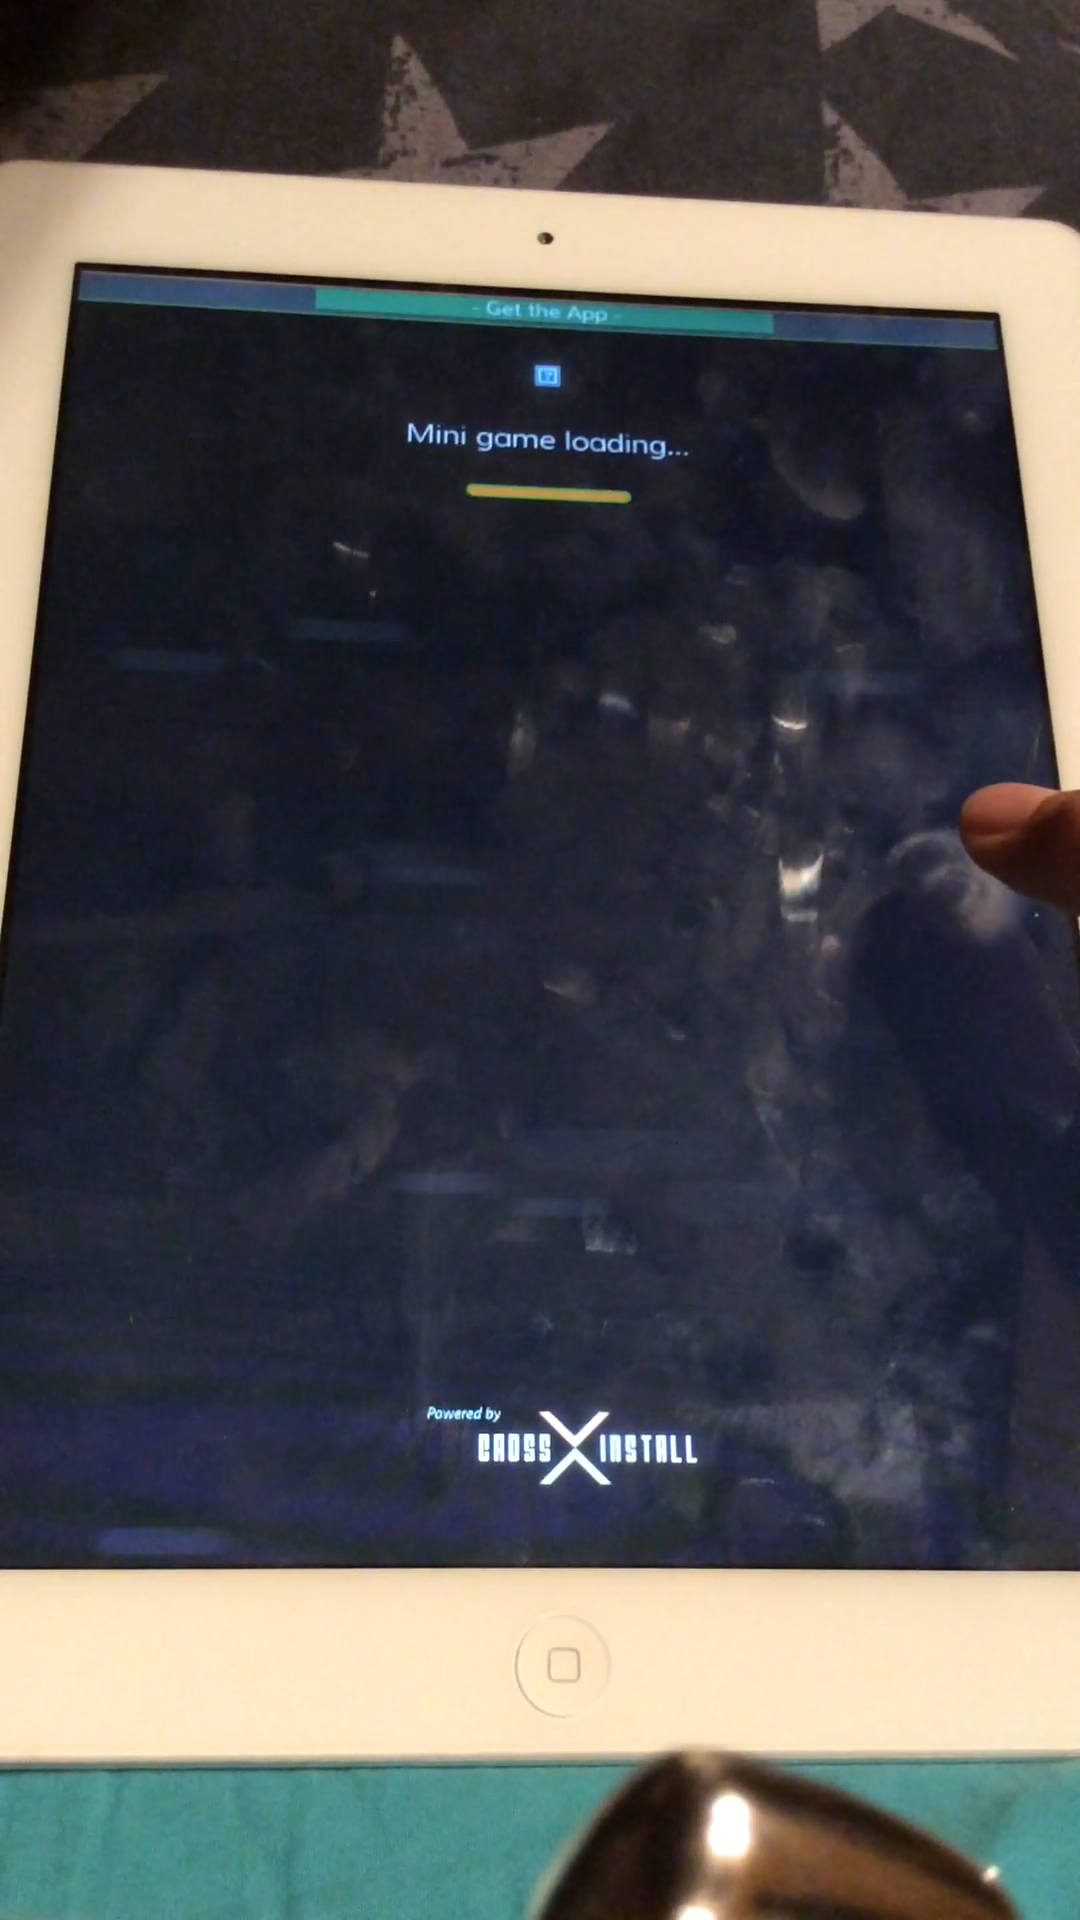 - Get the App -
?
Mini game loading...
Powered by
CROSS X INSTALL